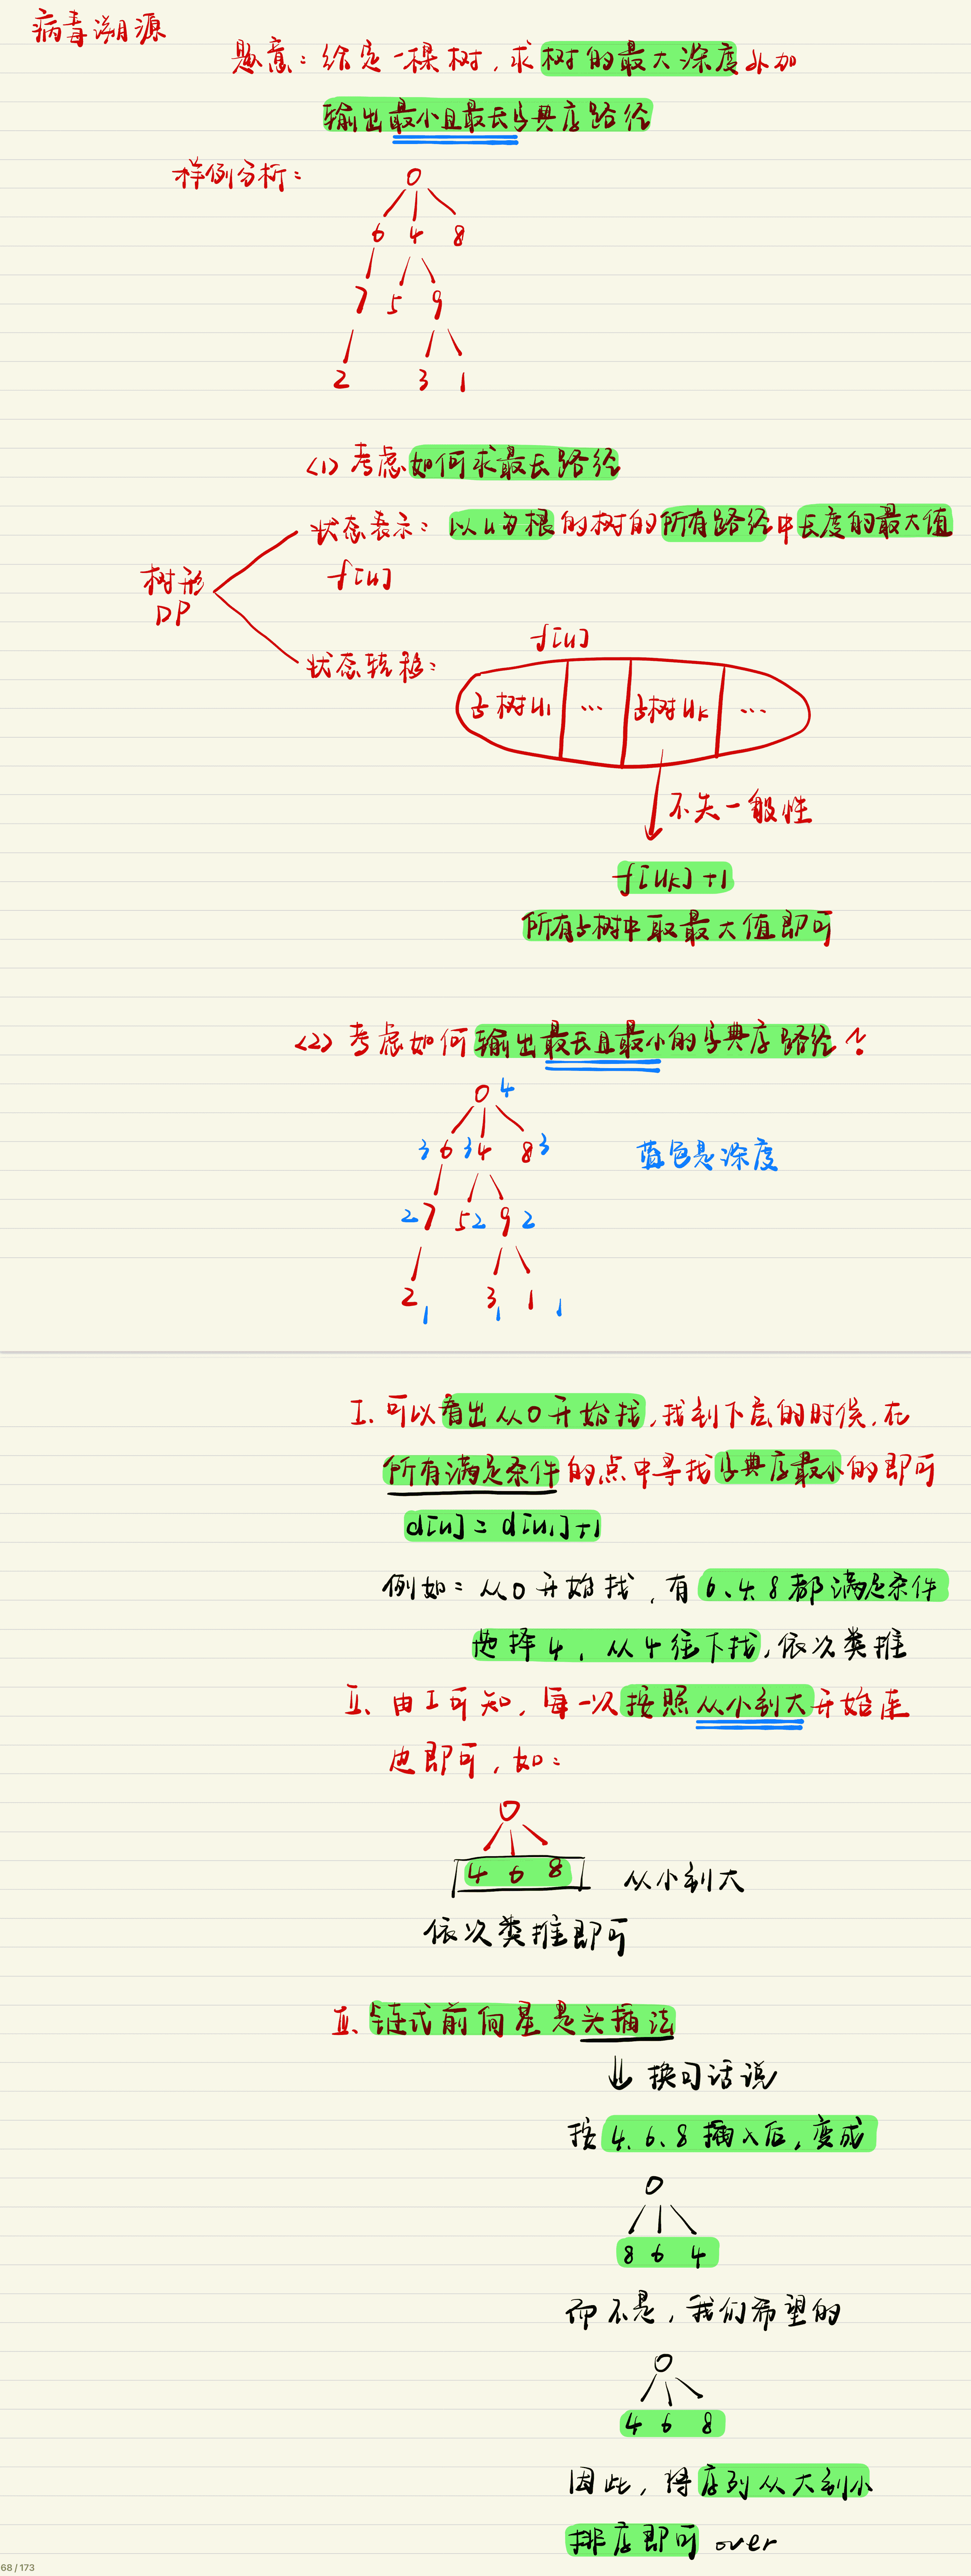 病毒溯源
题意：给定一棵树，求树的最大深度外加
输出最小且最长字典序路径
样例分析：
0
6 4 8
7 5 9
2 3 1
(1) 考虑如何求最长路径
状态表示：以u为根的树的所有路径中长度的最大值
f[u]
树形
DP
f[u]
状态转移：
子树u1 ... 子树uk ...
不失一般性
f[uk]+1
所有子树中取最大值即可
(2) 考虑如何输出最长且最小的字典序路径?
0 4
3 6 3 4 8 3
蓝色是深度
2 7 5 2 9 2
2 3 1
1 1 1
I. 可以看出从0开始找，找到下层的时候，在
所有满足条件的点中寻找字典序最小的即可
d[u] = d[u1]+1
例如：从0开始找，有6、4、8都满足条件
选择4，从4往下找，依次类推
II. 由I可知，每一次按照从小到大开始连
边即可，如：
0
4 6 8 从小到大
依次类推即可
III. 链式前向星是头插法
换句话说
按4、6、8插入后，变成
0
8 6 4
而不是，我们希望的
0
4 6 8
因此，将序列从大到小
排序即可 over
68 / 173